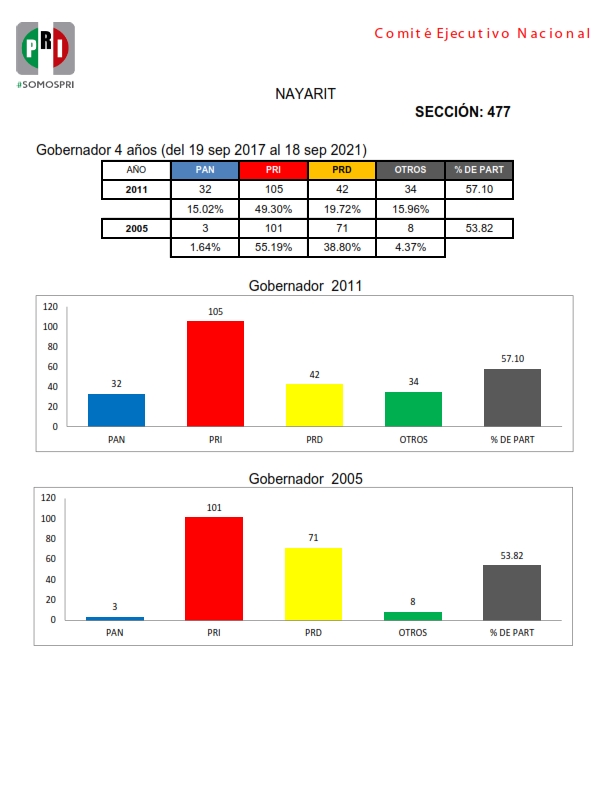 Comité Ejecutivo Nacional
PRI
#SOMOSPRI
NAYARIT
SECCIÓN: 477
Gobernador 4 años (del 19 sep 2017 al 18 sep 2021)
AÑO PAN PRI PRD OTROS % DE PART
2011 32 105 42 34 57.10
15.02% 49.30% 19.72% 15.96%
2005 3 101 71 8 53.82
1.64% 55.19% 38.80% 4.37%
Gobernador 2011
120
100
80
60
40
20
0
32
105
42
34
57.10
PAN PRI PRD OTROS % DE PART
Gobernador 2005
120
100
80
60
40
20
0
3
101
71
8
53.82
PAN PRI PRD OTROS % DE PART